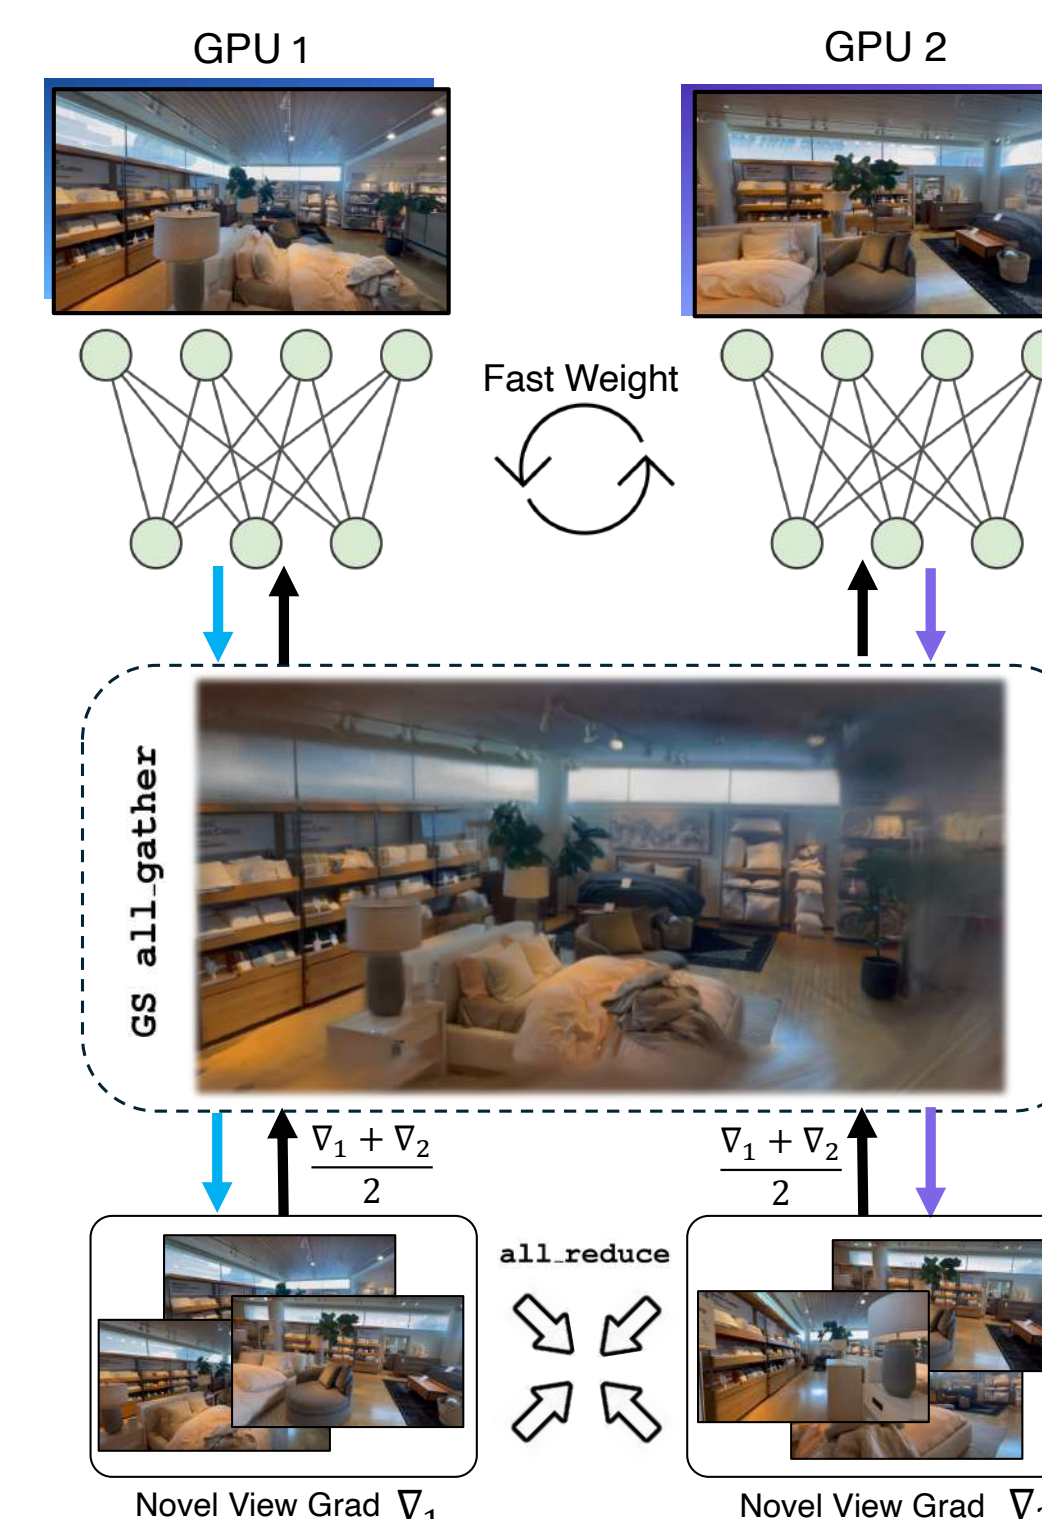 GPU 1
GPU 2
Fast Weight
GS all_gather
∇₁ + ∇₂
2
∇₁ + ∇₂
2
all_reduce
Novel View Grad ∇₁
Novel View Grad ∇